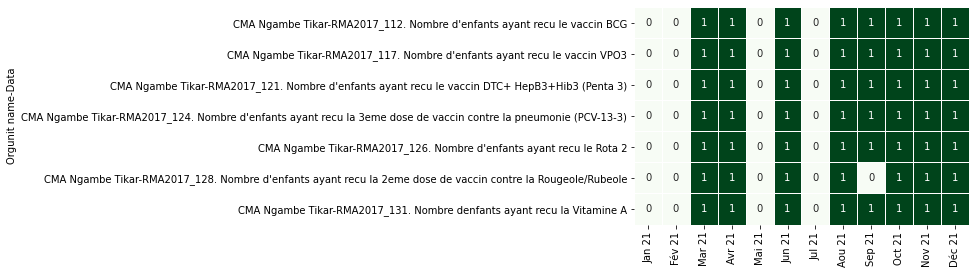 Orgunit name-Data
CMA Ngambe Tikar-RMA2017_112. Nombre d'enfants ayant recu le vaccin BCG 0 0 1 1 0 1 0 1 1 1 1 1
CMA Ngambe Tikar-RMA2017_117. Nombre d'enfants ayant recu le vaccin VPO3 0 0 1 1 0 1 0 1 1 1 1 1
CMA Ngambe Tikar-RMA2017_121. Nombre d'enfants ayant recu le vaccin DTC+ HepB3+Hib3 (Penta 3) 0 0 1 1 0 1 0 1 1 1 1 1
CMA Ngambe Tikar-RMA2017_124. Nombre d'enfants ayant recu la 3eme dose de vaccin contre la pneumonie (PCV-13-3) 0 0 1 1 0 1 0 1 1 1 1 1
CMA Ngambe Tikar-RMA2017_126. Nombre d'enfants ayant recu le Rota 2 0 0 1 1 0 1 0 1 1 1 1 1
CMA Ngambe Tikar-RMA2017_128. Nombre d'enfants ayant recu la 2eme dose de vaccin contre la Rougeole/Rubeole 0 0 1 1 0 1 0 1 0 1 1 1
CMA Ngambe Tikar-RMA2017_131. Nombre denfants ayant recu la Vitamine A 0 0 1 1 0 1 0 1 1 1 1 1
Jan 21 Fév 21 Mar 21 Avr 21 Mai 21 Jun 21 Jul 21 Aou 21 Sep 21 Oct 21 Nov 21 Déc 21